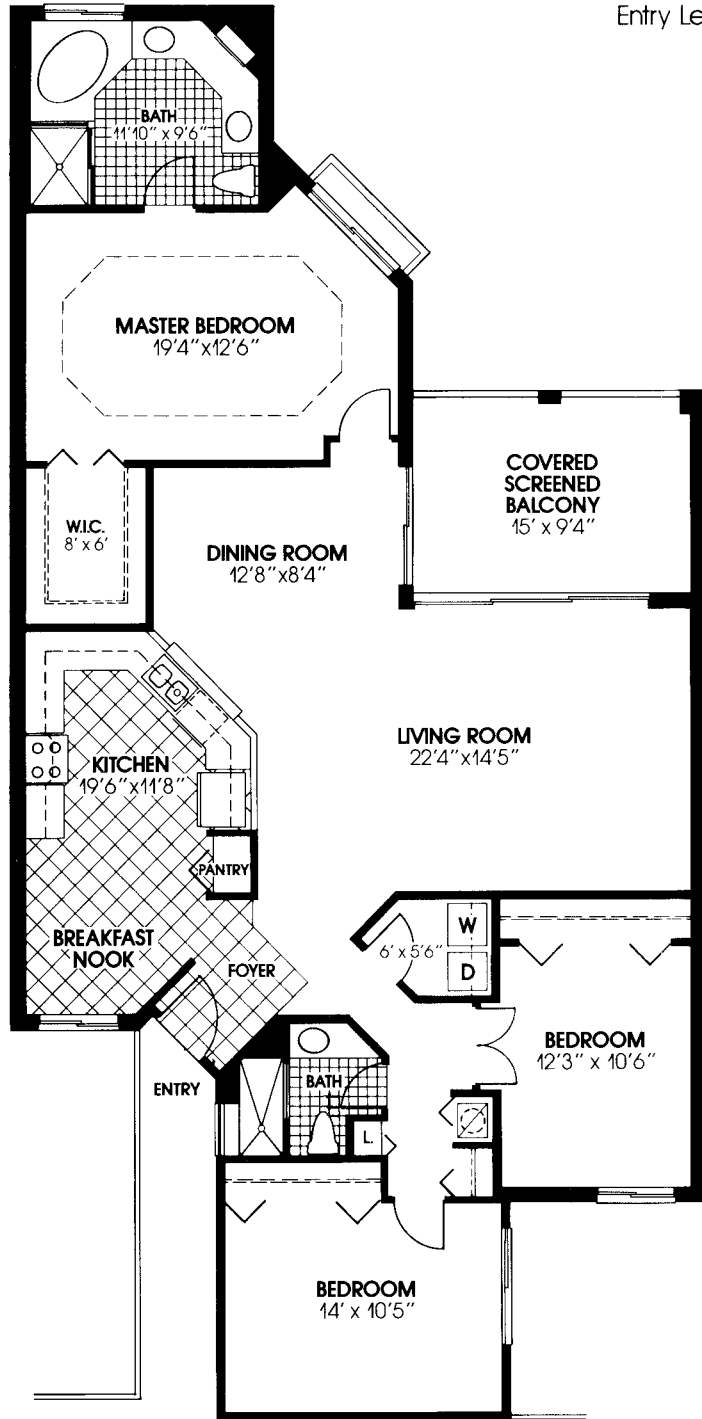 Entry Le
BATH
11'10" x 9'6"
MASTER BEDROOM
19'4"x12'6"
COVERED
SCREENED
BALCONY
15' x 9'4"
W.I.C.
8' x 6'
DINING ROOM
12'8"x8'4"
LIVING ROOM
22'4"x14'5"
KITCHEN
19'6"x11'8"
PANTRY
BREAKFAST
NOOK
FOYER
W
6' x 5'6"
D
BEDROOM
12'3" x 10'6"
ENTRY
BATH
L.
BEDROOM
14' x 10'5"